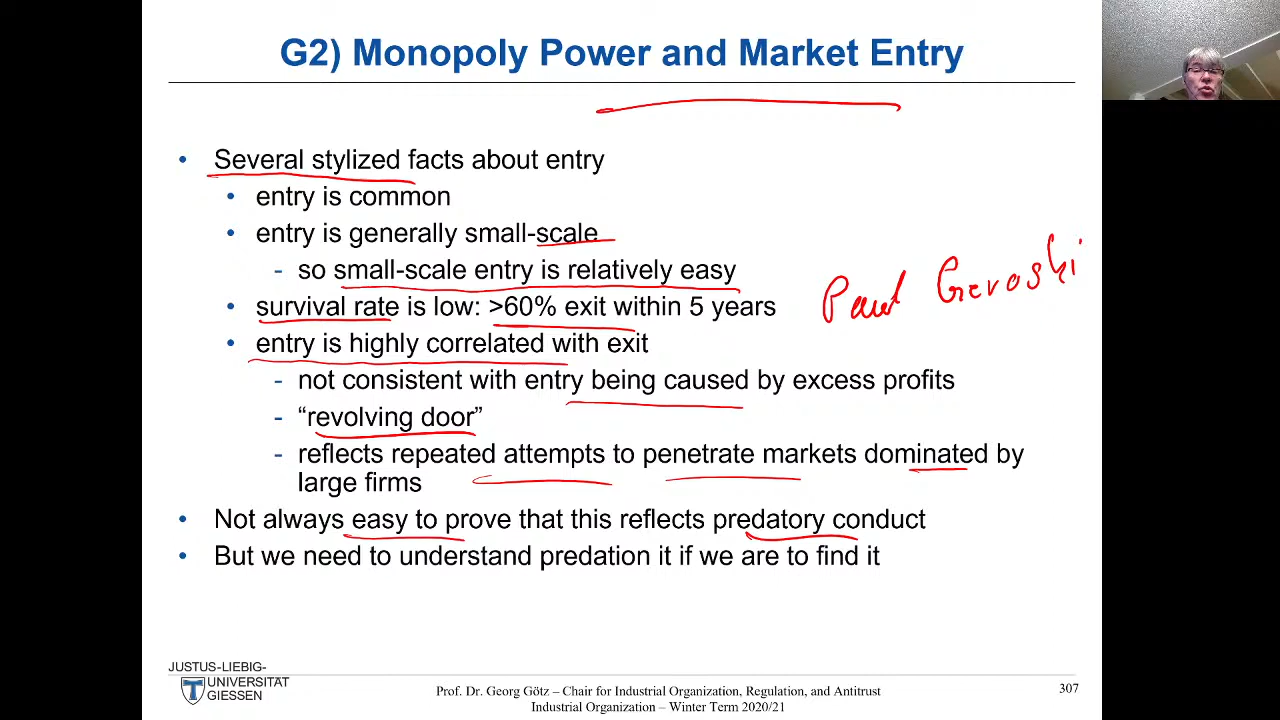 G2) Monopoly Power and Market Entry
• Several stylized facts about entry
• entry is common
• entry is generally small-scale
- so small-scale entry is relatively easy
• survival rate is low: >60% exit within 5 years
Paul Geroski
• entry is highly correlated with exit
- not consistent with entry being caused by excess profits
- “revolving door”
- reflects repeated attempts to penetrate markets dominated by
large firms
• Not always easy to prove that this reflects predatory conduct
• But we need to understand predation it if we are to find it
JUSTUS-LIEBIG-
UNIVERSITÄT
GIESSEN
Prof. Dr. Georg Götz – Chair for Industrial Organization, Regulation, and Antitrust
Industrial Organization – Winter Term 2020/21
307